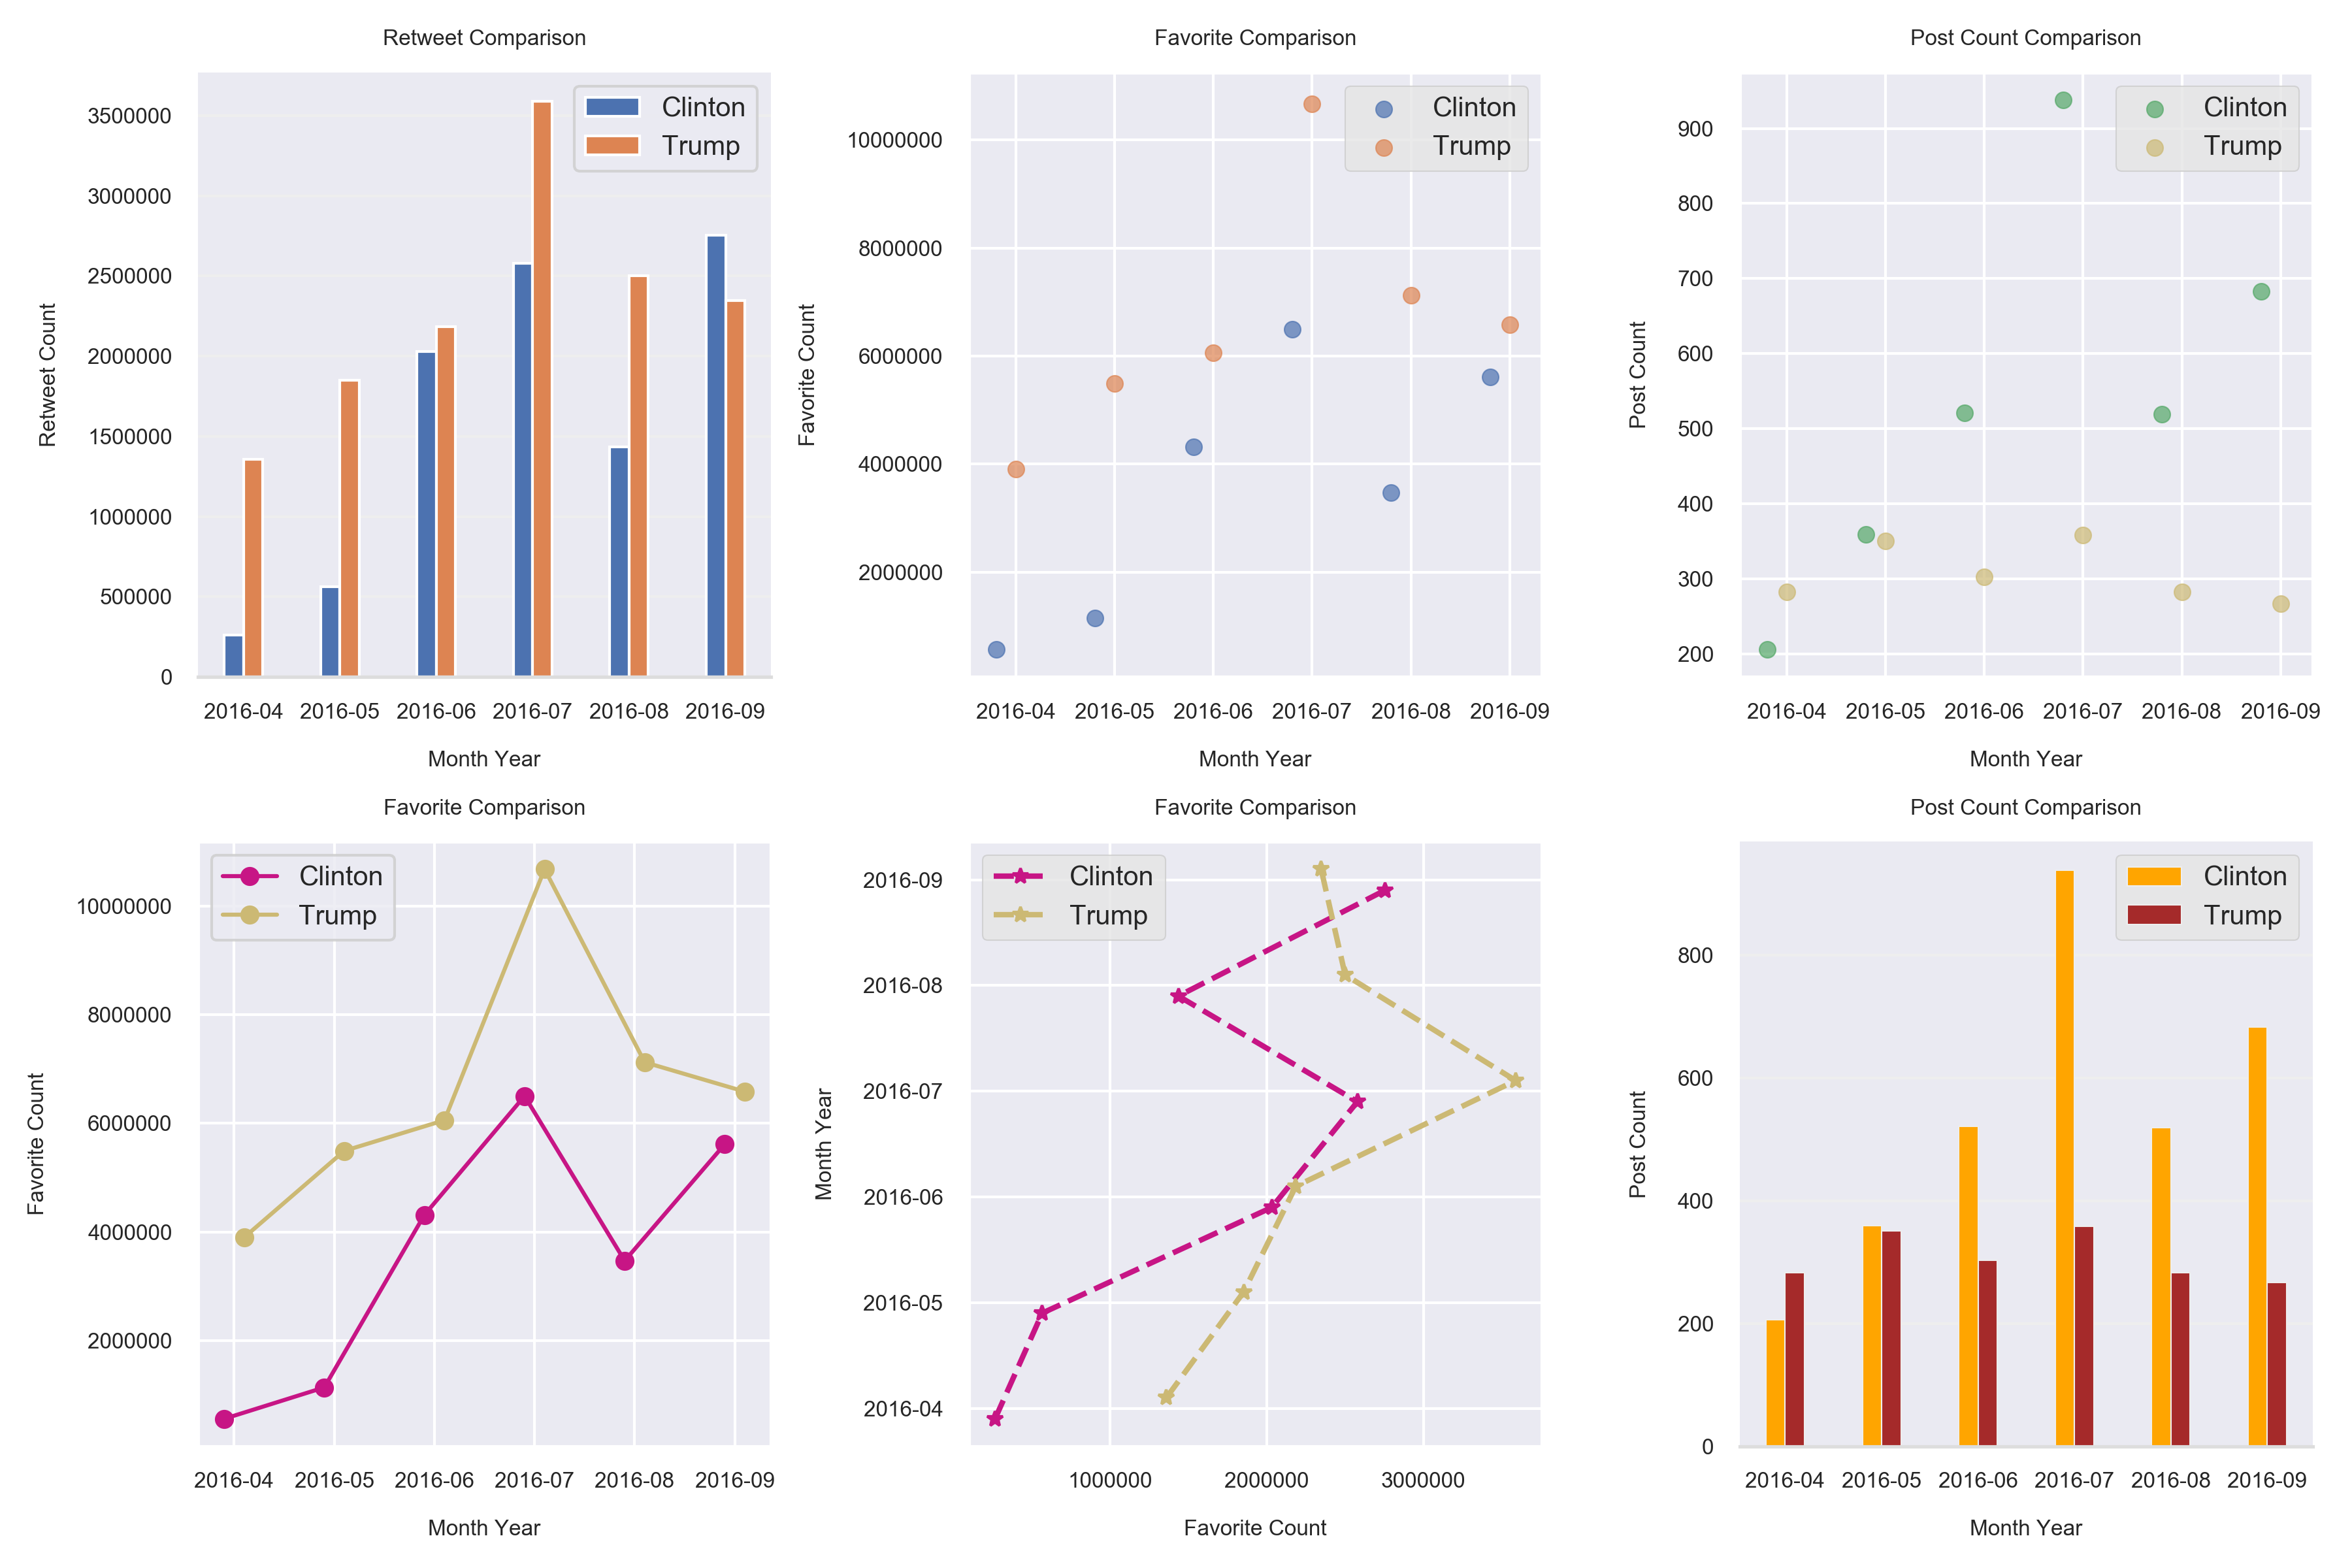 Retweet Comparison
Retweet Count
3500000
3000000
2500000
2000000
1500000
1000000
500000
0
Clinton
Trump
2016-04 2016-05 2016-06 2016-07 2016-08 2016-09
Month Year
Favorite Comparison
Favorite Count
10000000
8000000
6000000
4000000
2000000
Clinton
Trump
2016-04 2016-05 2016-06 2016-07 2016-08 2016-09
Month Year
Post Count Comparison
Post Count
900
800
700
600
500
400
300
200
Clinton
Trump
2016-04 2016-05 2016-06 2016-07 2016-08 2016-09
Month Year
Favorite Comparison
Favorite Count
10000000
8000000
6000000
4000000
2000000
Clinton
Trump
2016-04 2016-05 2016-06 2016-07 2016-08 2016-09
Month Year
Favorite Comparison
Month Year
2016-09
2016-08
2016-07
2016-06
2016-05
2016-04
Clinton
Trump
1000000 2000000 3000000
Favorite Count
Post Count Comparison
Post Count
800
600
400
200
0
Clinton
Trump
2016-04 2016-05 2016-06 2016-07 2016-08 2016-09
Month Year